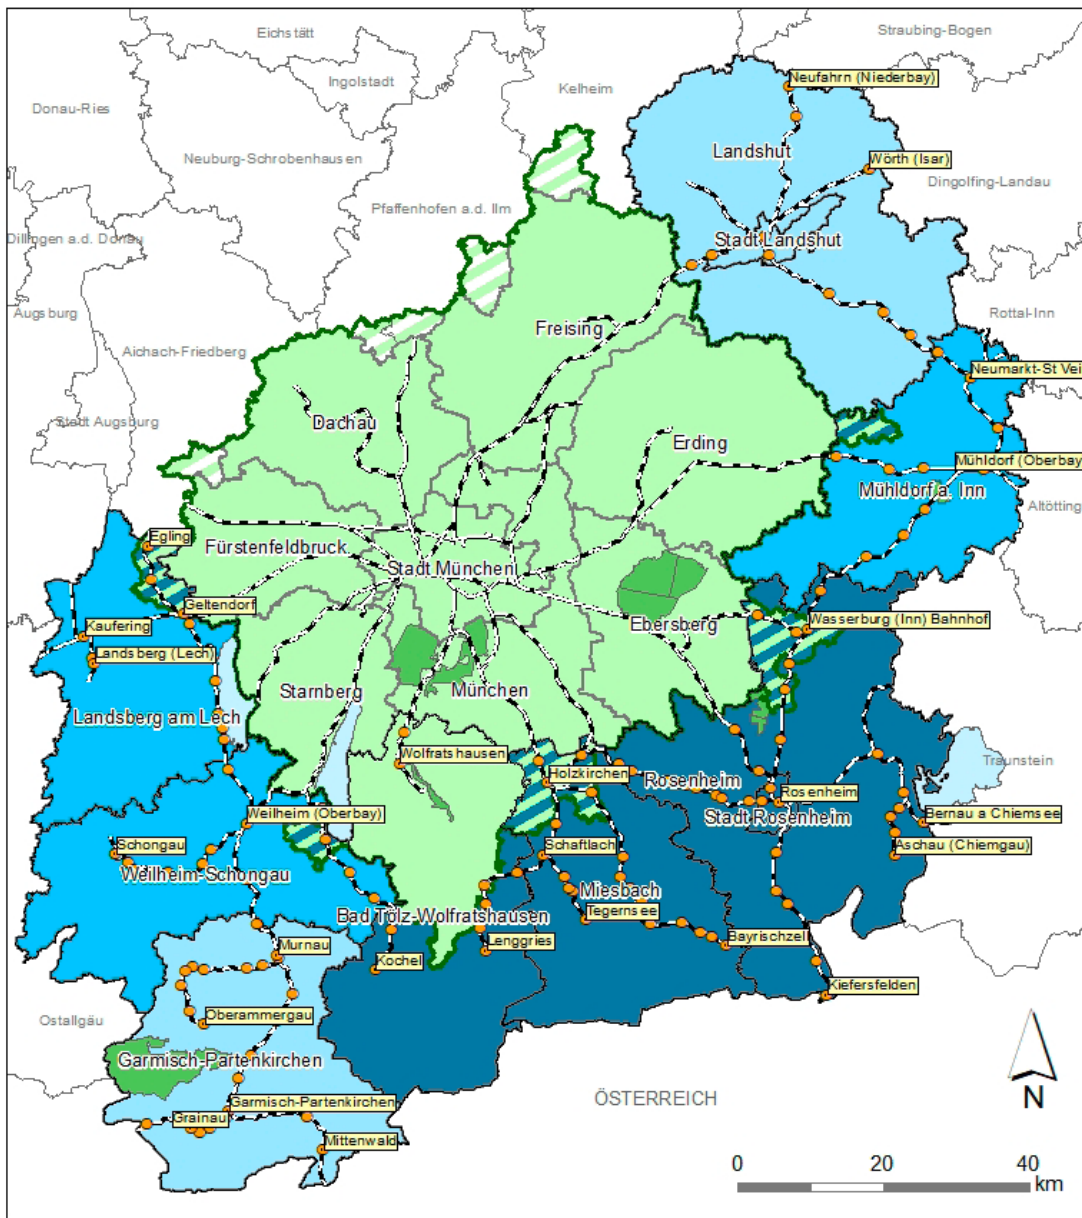 Eichstätt
Straubing-Bogen
Ingolstadt
Kelheim
Neufahrn (Niederbay)
Donau-Ries
Landshut
Neuburg-Schrobenhausen
Wörth (Isar)
Dingolfing-Landau
Pfaffenhofen a.d. Ilm
Dillingen a.d. Donau
Stadt Landshut
Augsburg
Rottal-Inn
Freising
Aichach-Friedberg
Neumarkt-St Vei
Stadt Augsburg
Dachau
Erding
Mühldorf (Oberbay
Mühldorf a. Inn
Altötting
Egling
Fürstenfeldbruck
Stadt München
Geltendorf
Kaufering
Ebersberg
Wasserburg (Inn) Bahnhof
Landsberg (Lech)
Starnberg
München
Landsberg am Lech
Wolfratshausen
Holzkirchen
Rosenheim
Traunstein
Rosenheim
Weilheim (Oberbay)
Stadt Rosenheim
Bernau a Chiemsee
Schongau
Schaftlach
Aschau (Chiemgau)
Weilheim-Schongau
Miesbach
Bad Tölz-Wolfratshausen
Tegernsee
Murnau
Lenggries
Bayrischzell
Kochel
Kiefersfelden
Oberammergau
Ostallgäu
Garmisch-Partenkirchen
ÖSTERREICH
N
Garmisch-Partenkirchen
Grainau
Mittenwald
0 20 40
km